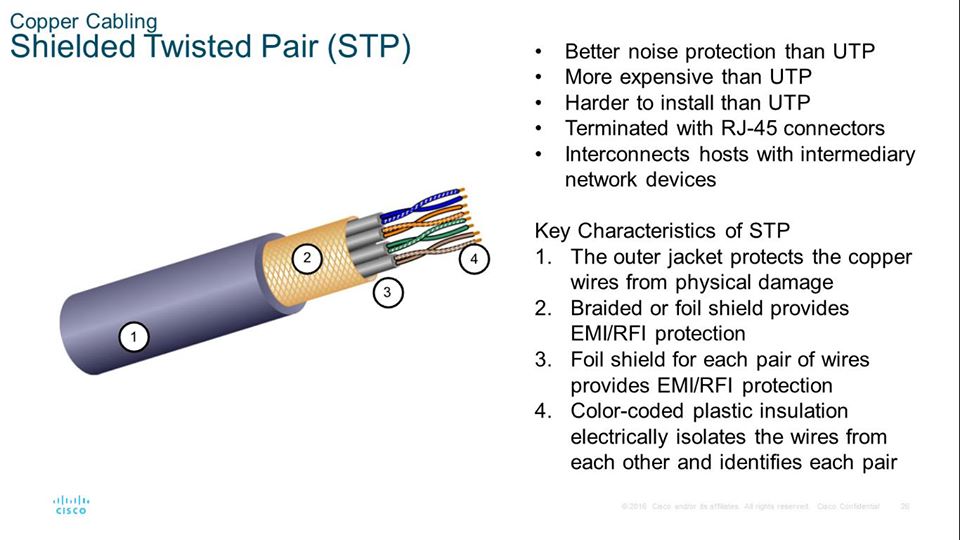 Copper Cabling
Shielded Twisted Pair (STP)
• Better noise protection than UTP
• More expensive than UTP
• Harder to install than UTP
• Terminated with RJ-45 connectors
• Interconnects hosts with intermediary
network devices
Key Characteristics of STP
1. The outer jacket protects the copper
wires from physical damage
2. Braided or foil shield provides
EMI/RFI protection
3. Foil shield for each pair of wires
provides EMI/RFI protection
4. Color-coded plastic insulation
electrically isolates the wires from
each other and identifies each pair
1
2
3
4
CISCO
© 2016 Cisco and/or its affiliates. All rights reserved. Cisco Confidential 26